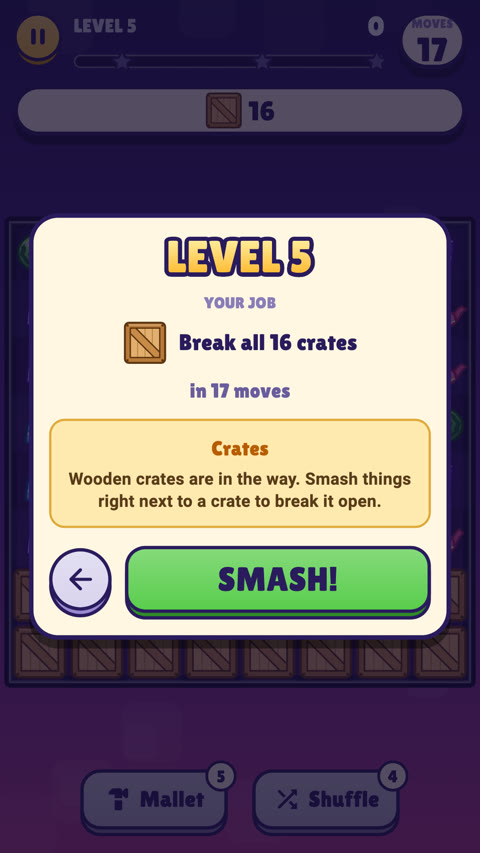 LEVEL 5
0
MOVES
17
16
LEVEL 5
YOUR JOB
Break all 16 crates
in 17 moves
Crates
Wooden crates are in the way. Smash things
right next to a crate to break it open.
SMASH!
5
Mallet
4
Shuffle